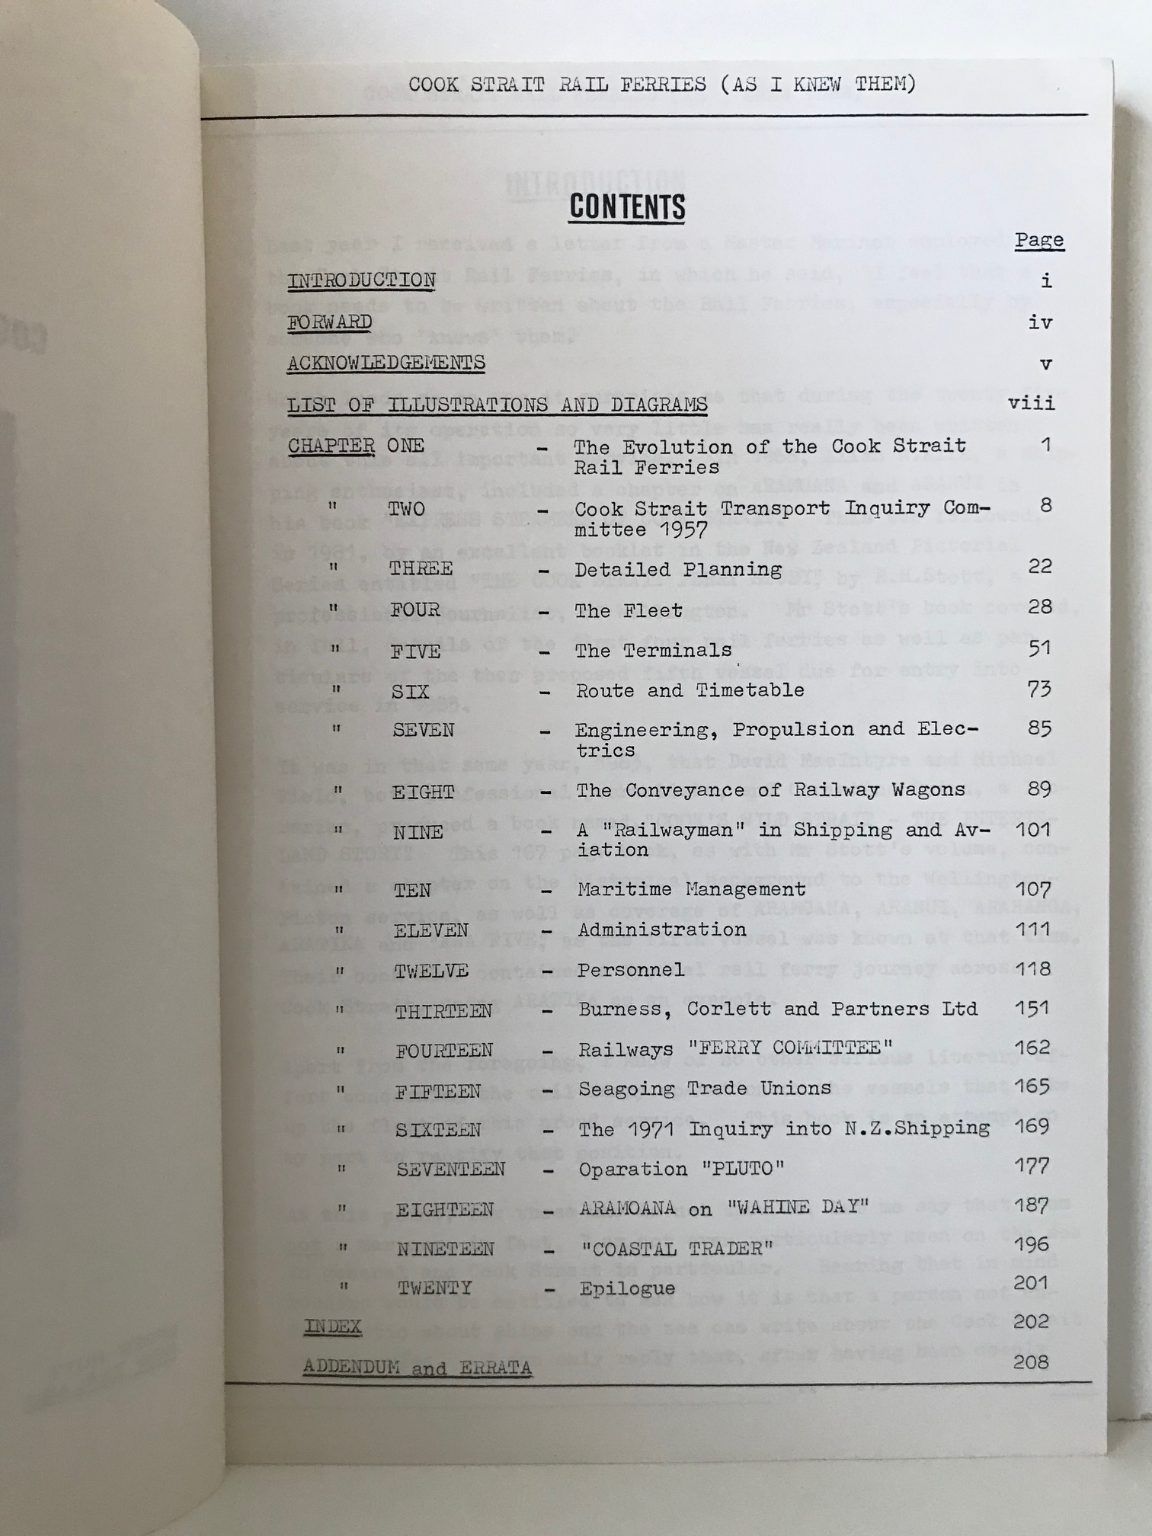 COOK STRAIT RAIL FERRIES (AS I KNEW THEM)
CONTENTS
Page
INTRODUCTION i
FORWARD iv
ACKNOWLEDGEMENTS v
LIST OF ILLUSTRATIONS AND DIAGRAMS viii
CHAPTER ONE - The Evolution of the Cook Strait 1
Rail Ferries
" TWO - Cook Strait Transport Inquiry Com- 8
mittee 1957
" THREE - Detailed Planning 22
" FOUR - The Fleet 28
" FIVE - The Terminals 51
" SIX - Route and Timetable 73
" SEVEN - Engineering, Propulsion and Elec- 85
trics
" EIGHT - The Conveyance of Railway Wagons 89
" NINE - A "Railwayman" in Shipping and Av- 101
iation
" TEN - Maritime Management 107
" ELEVEN - Administration 111
" TWELVE - Personnel 118
" THIRTEEN - Burness, Corlett and Partners Ltd 151
" FOURTEEN - Railways "FERRY COMMITTEE" 162
" FIFTEEN - Seagoing Trade Unions 165
" SIXTEEN - The 1971 Inquiry into N.Z.Shipping 169
" SEVENTEEN - Oparation "PLUTO" 177
" EIGHTEEN - ARAMOANA on "WAHINE DAY" 187
" NINETEEN - "COASTAL TRADER" 196
" TWENTY - Epilogue 201
INDEX 202
ADDENDUM and ERRATA 208